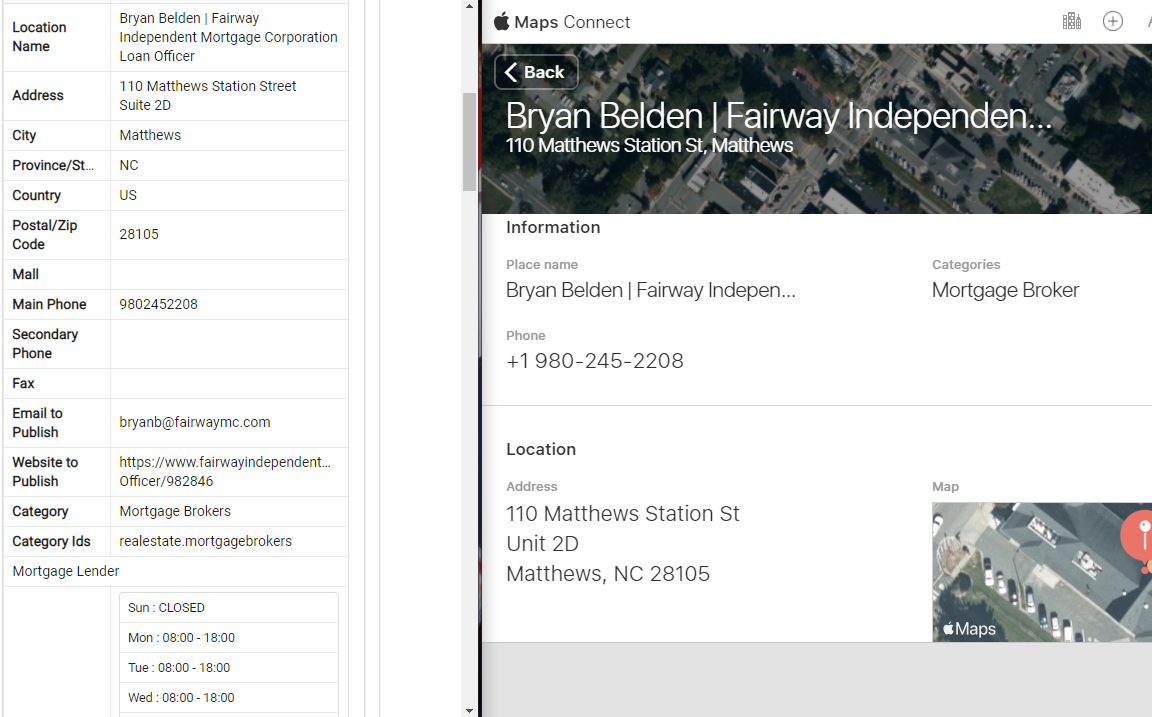 Location
Name
Bryan Belden | Fairway
Independent Mortgage Corporation
Loan Officer
Address
110 Matthews Station Street
Suite 2D
City
Matthews
Province/St...
NC
Country
US
Postal/Zip
Code
28105
Mall
Main Phone
9802452208
Secondary
Phone
Fax
Email to
Publish
bryanb@fairwaymc.com
Website to
Publish
https://www.fairwayindependent...
Officer/982846
Category
Mortgage Brokers
Category Ids
realestate.mortgagebrokers
Mortgage Lender
Sun : CLOSED
Mon : 08:00 - 18:00
Tue : 08:00 - 18:00
Wed : 08:00 - 18:00
Maps Connect
Back
Bryan Belden | Fairway Independen...
110 Matthews Station St, Matthews
Information
Place name
Bryan Belden | Fairway Indepen...
Categories
Mortgage Broker
Phone
+1 980-245-2208
Location
Address
110 Matthews Station St
Unit 2D
Matthews, NC 28105
Map
Maps